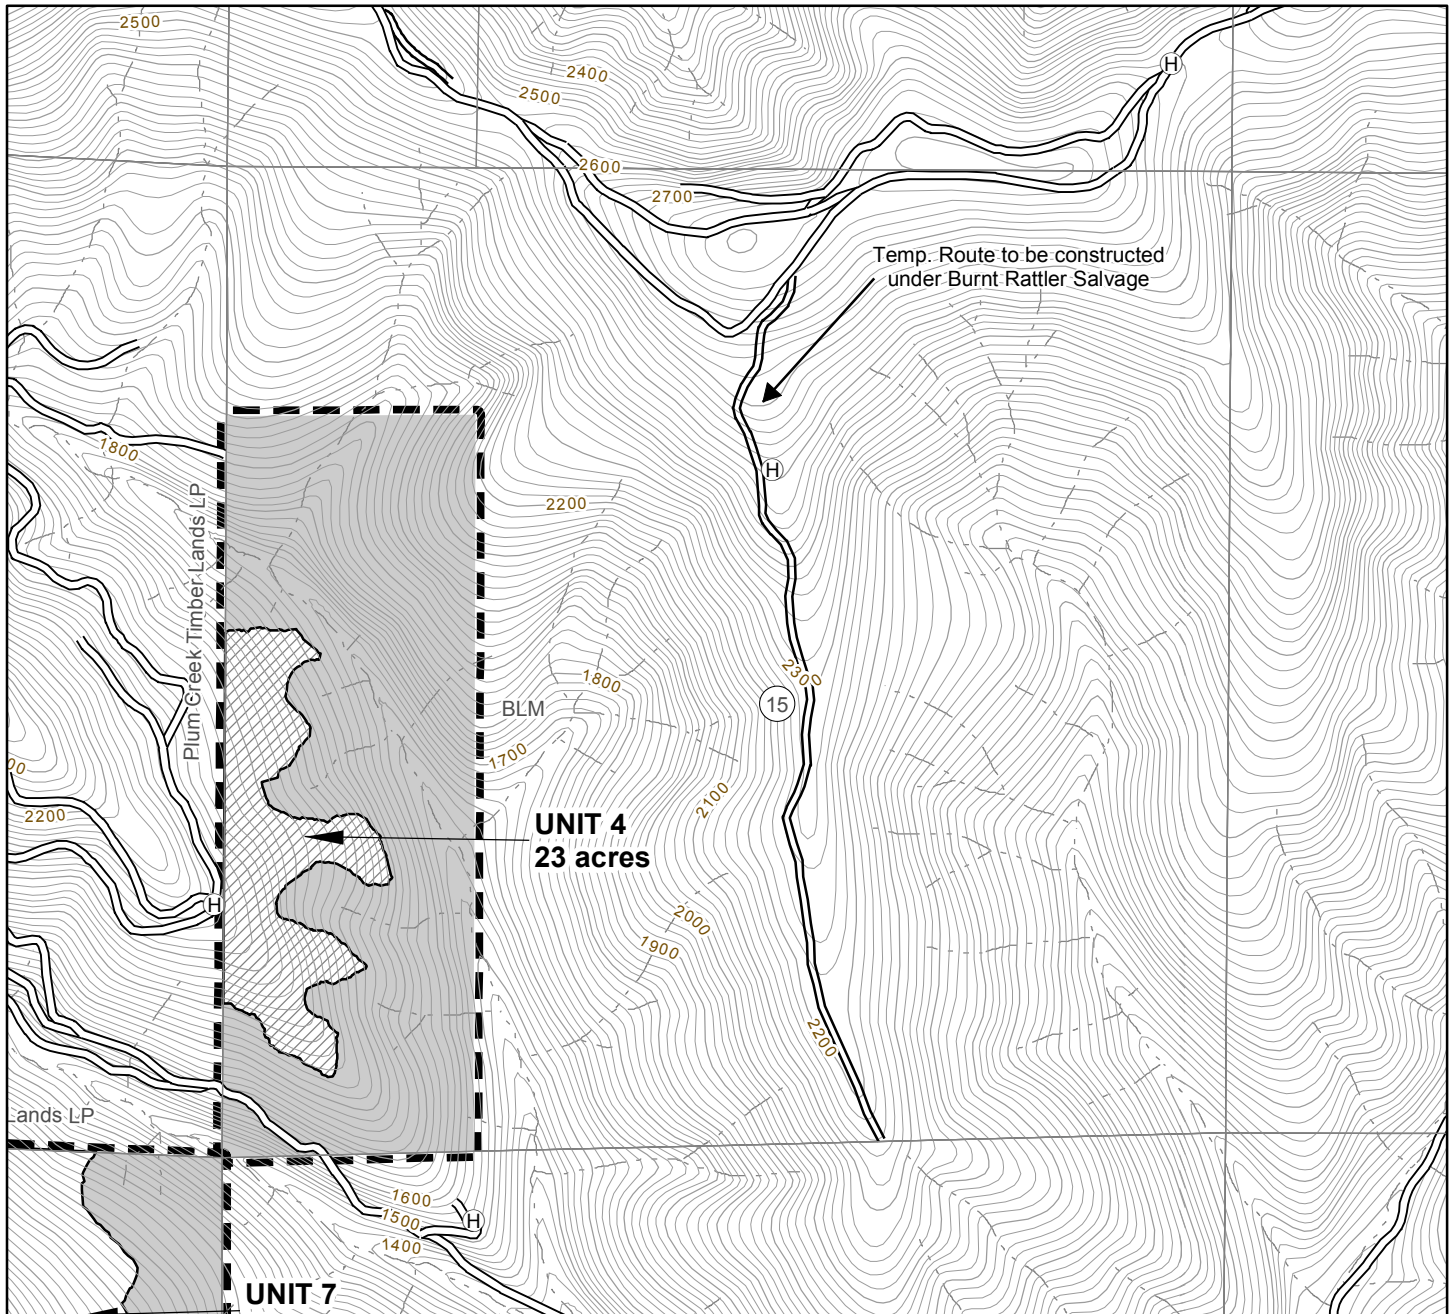 2500
H
2400
2500
2600
2700
Temp. Route to be constructed
under Burnt Rattler Salvage
1800
H
Plum Creek Timber Lands LP
2200
2300
1800
15
BLM
1700
00
2100
2200
UNIT 4
23 acres
H
2000
1900
2200
Lands LP
1600
H
1500
1400
UNIT 7